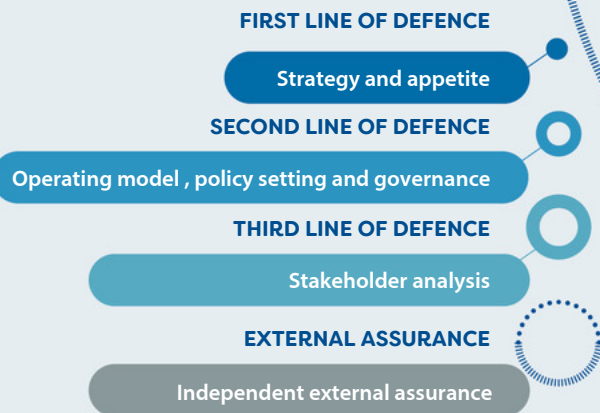 FIRST LINE OF DEFENCE
Strategy and appetite
SECOND LINE OF DEFENCE
Operating model , policy setting and governance
THIRD LINE OF DEFENCE
Stakeholder analysis
EXTERNAL ASSURANCE
Independent external assurance